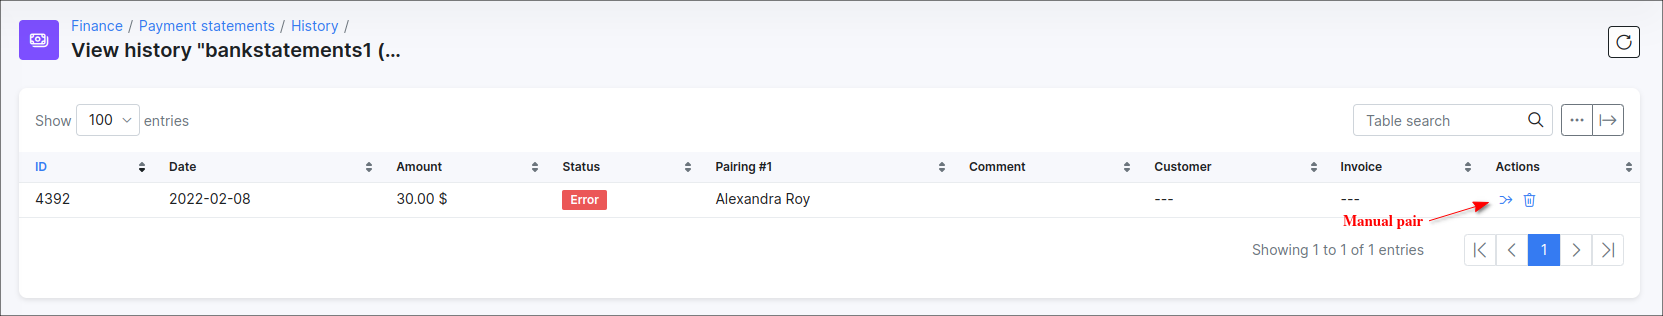 Finance / Payment statements / History /
View history "bankstatements1 (...
Show 100 entries
Table search
ID Date Amount Status Pairing #1 Comment Customer Invoice Actions
4392 2022-02-08 30.00 $ Error Alexandra Roy --- ---
Manual pair
Showing 1 to 1 of 1 entries 1